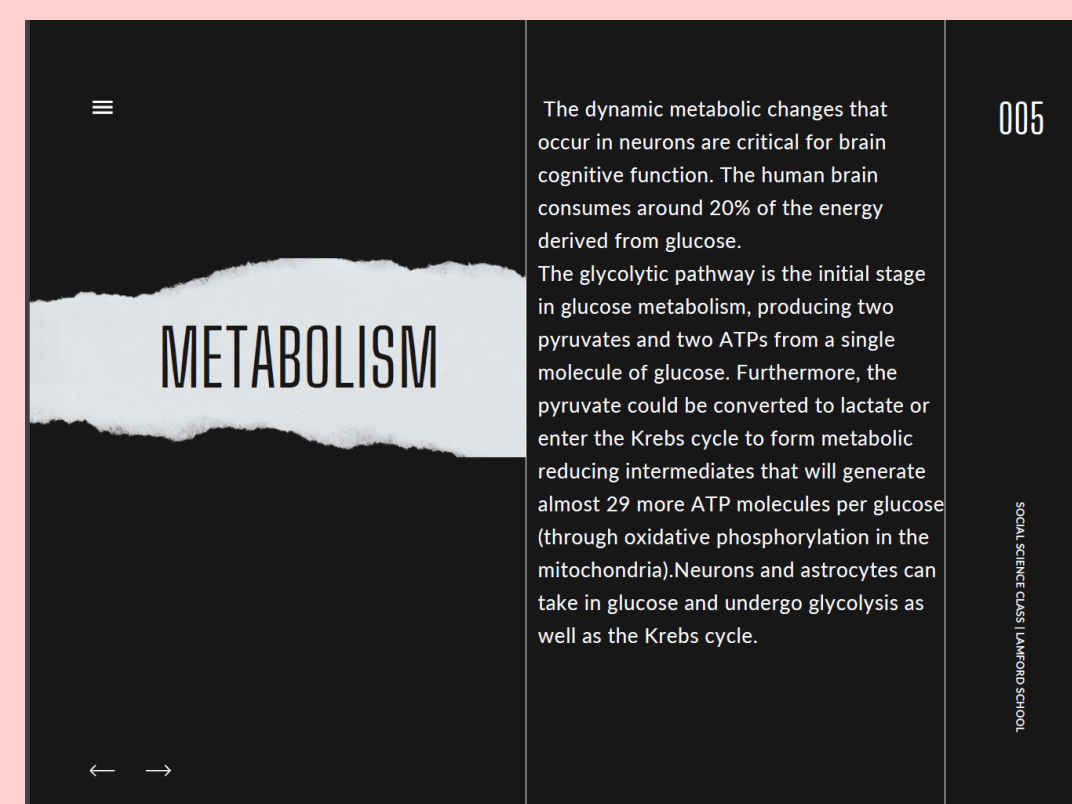 METABOLISM
The dynamic metabolic changes that
occur in neurons are critical for brain
cognitive function. The human brain
consumes around 20% of the energy
derived from glucose.
The glycolytic pathway is the initial stage
in glucose metabolism, producing two
pyruvates and two ATPs from a single
molecule of glucose. Furthermore, the
pyruvate could be converted to lactate or
enter the Krebs cycle to form metabolic
reducing intermediates that will generate
almost 29 more ATP molecules per glucose
(through oxidative phosphorylation in the
mitochondria).Neurons and astrocytes can
take in glucose and undergo glycolysis as
well as the Krebs cycle.
005
SOCIAL SCIENCE CLASS | LAMFORD SCHOOL